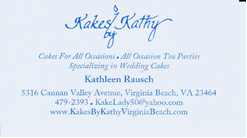 Kakes by Kathy
Cakes For All Occasions • All Occasion Tea Parties
Specializing in Wedding Cakes
Kathleen Rausch
5316 Cannan Valley Avenue, Virginia Beach, VA 23464
479-2393 • KakeLady50@yahoo.com
www.KakesByKathyVirginiaBeach.com